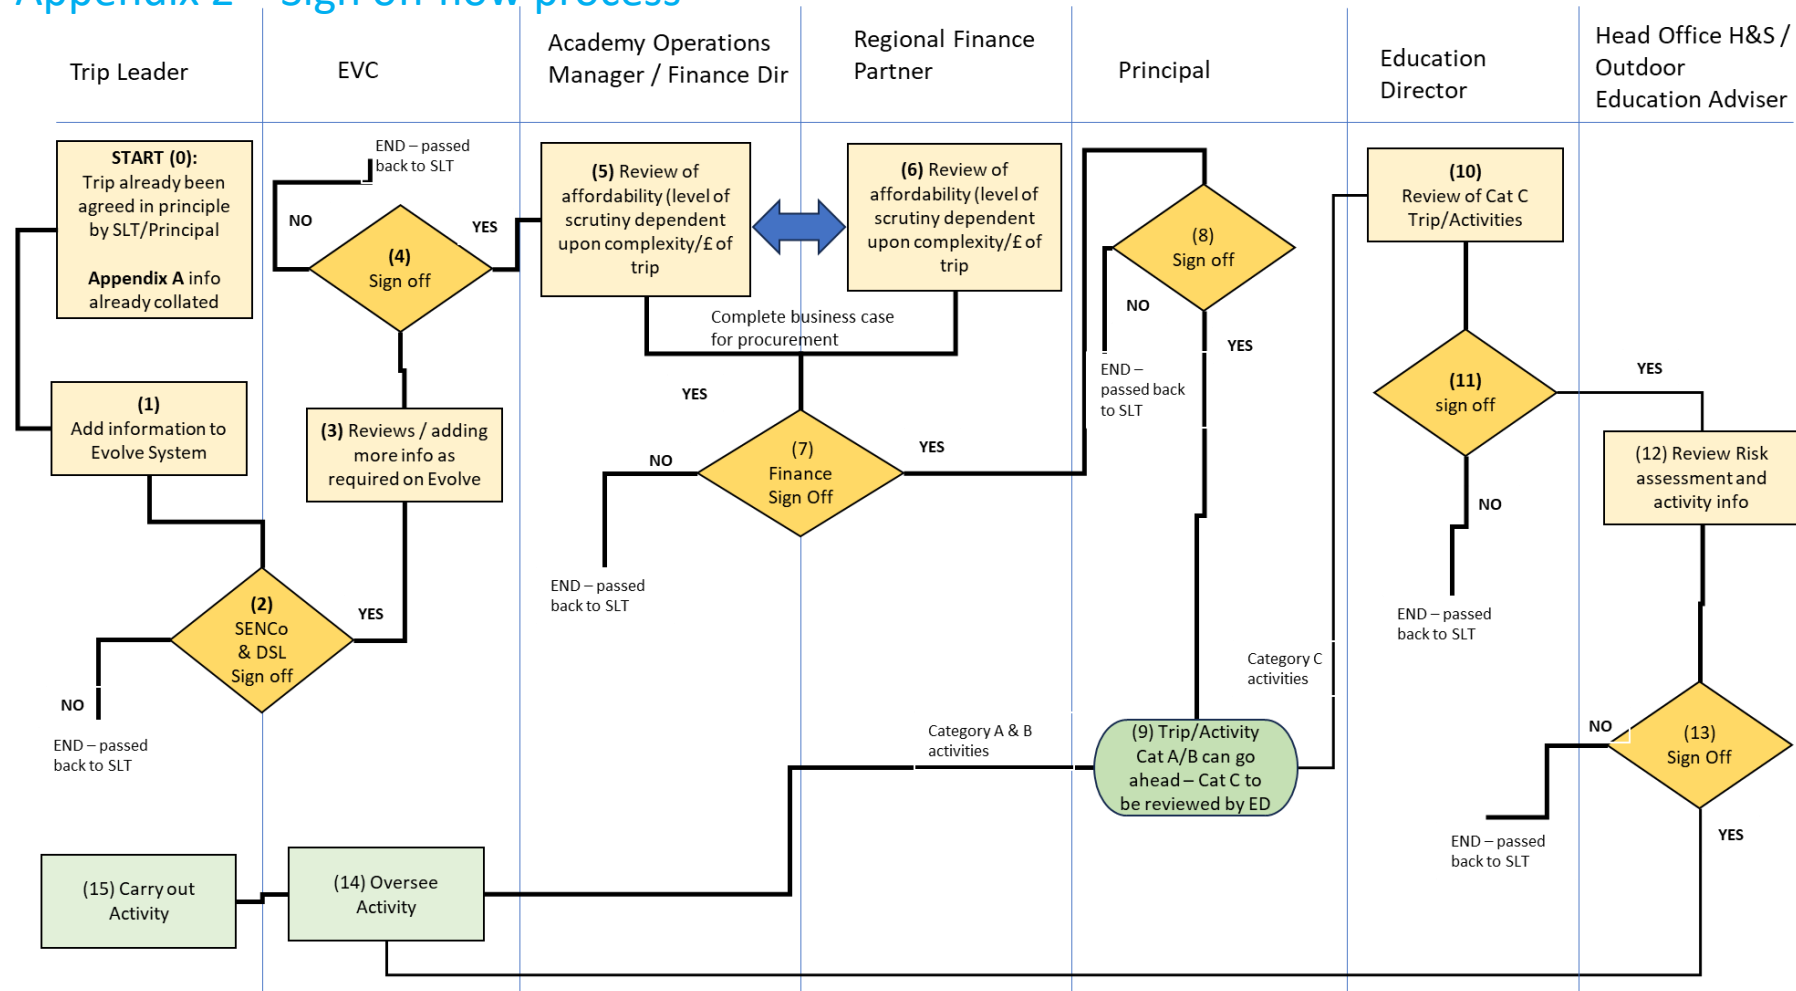 Appendix 2 – Sign off flow process
Trip Leader
EVC
Academy Operations
Manager / Finance Dir
Regional Finance
Partner
Principal
Education
Director
Head Office H&S /
Outdoor
Education Adviser
START (0):
Trip already been
agreed in principle
by SLT/Principal
Appendix A info
already collated
(1)
Add information to
Evolve System
(2)
SENCo
& DSL
Sign off
YES
NO
END – passed
back to SLT
(3) Reviews / adding
more info as
required on Evolve
(4)
Sign off
NO
END – passed
back to SLT
YES
(5) Review of
affordability (level of
scrutiny dependent
upon complexity/£ of
trip
(6) Review of
affordability (level of
scrutiny dependent
upon complexity/£ of
trip
Complete business case
for procurement
YES
(7)
Finance
Sign Off
NO
END – passed
back to SLT
YES
(8)
Sign off
NO
END –
passed back
to SLT
YES
(9) Trip/Activity
Cat A/B can go
ahead – Cat C to
be reviewed by ED
Category A & B
activities
Category C
activities
(10)
Review of Cat C
Trip/Activities
(11)
sign off
NO
END – passed
back to SLT
YES
(12) Review Risk
assessment and
activity info
(13)
Sign Off
NO
END – passed
back to SLT
YES
(14) Oversee
Activity
(15) Carry out
Activity